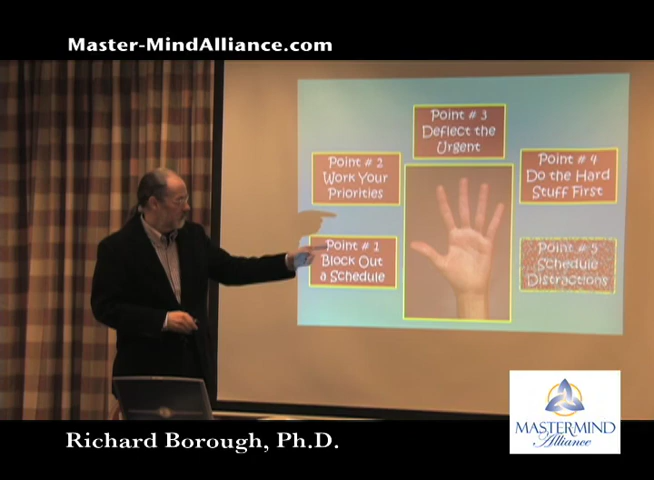 Master-MindAlliance.com
Point # 3
Deflect the
Urgent
Point # 2
Work Your
Priorities
Point # 4
Do the Hard
Stuff First
Point # 1
Block Out
a Schedule
Point # 5
Schedule
Distractions
Richard Borough, Ph.D.
MASTERMIND
Alliance